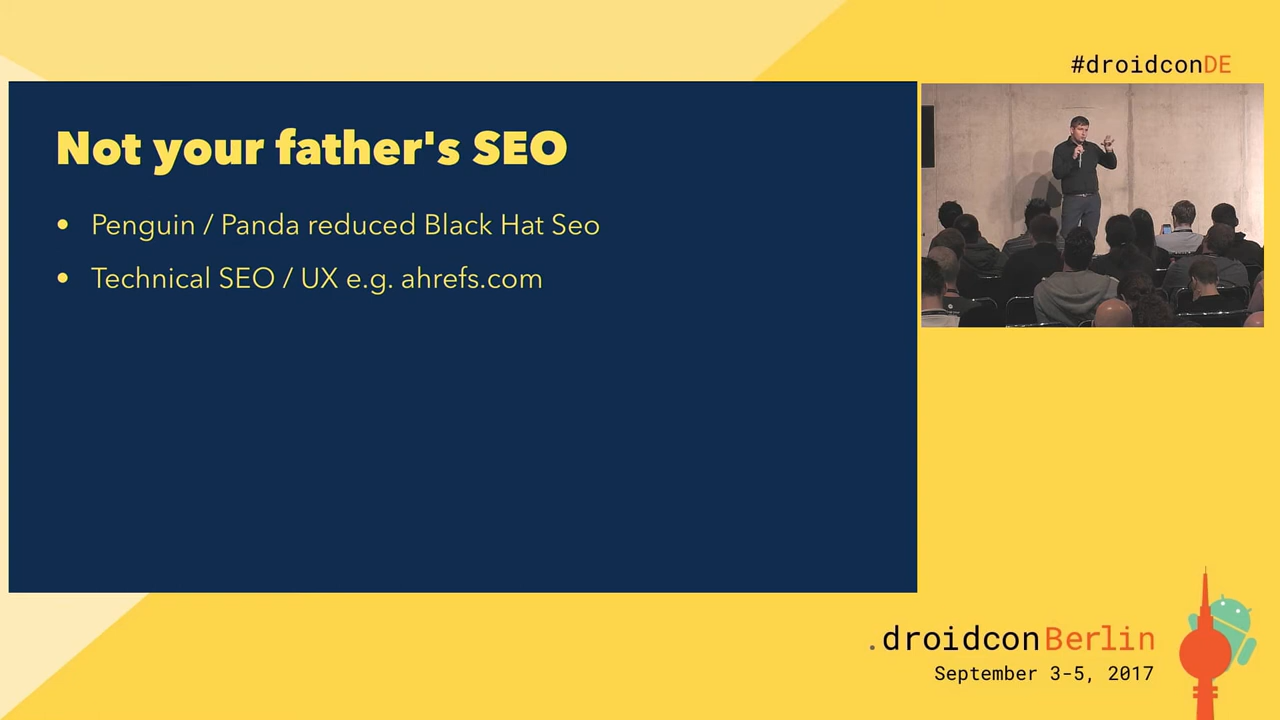 #droidconDE
Not your father's SEO
• Penguin / Panda reduced Black Hat Seo
• Technical SEO / UX e.g. ahrefs.com
.droidconBerlin
September 3-5, 2017